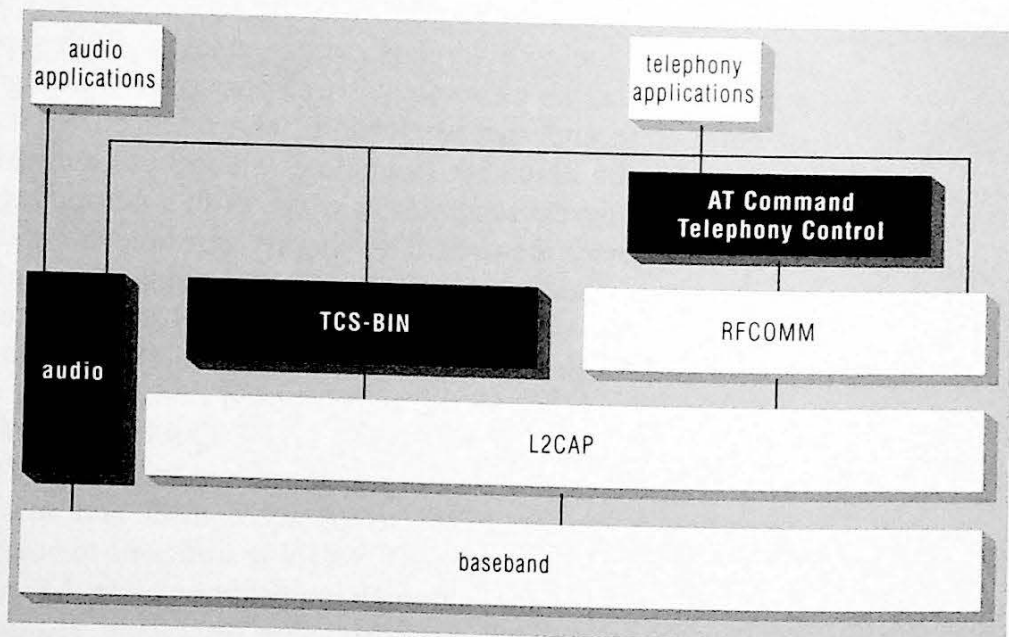 audio
applications
telephony
applications
AT Command
Telephony Control
TCS-BIN
RFCOMM
audio
L2CAP
baseband